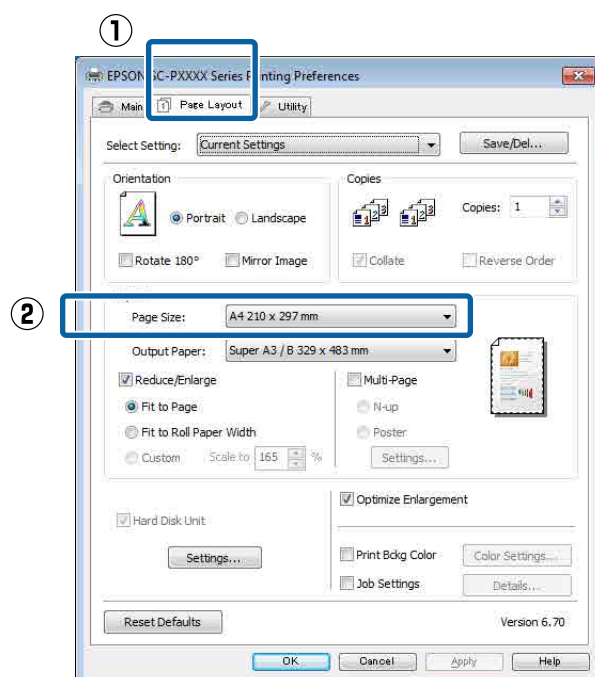 ①
EPSON SC-PXXXX Series Printing Preferences
Main Page Layout Utility
Select Setting: Current Settings Save/Del...
Orientation Copies
Portrait Landscape Copies: 1
Rotate 180° Mirror Image Collate Reverse Order
②
Page Size: A4 210 x 297 mm
Output Paper: Super A3 / B 329 x 483 mm
Reduce/Enlarge Multi-Page
Fit to Page N-up
Fit to Roll Paper Width Poster
Custom Scale to 165 % Settings...
Optimize Enlargement
Hard Disk Unit
Settings... Print Bckg Color Color Settings...
Job Settings Details...
Reset Defaults Version 6.70
OK Cancel Apply Help